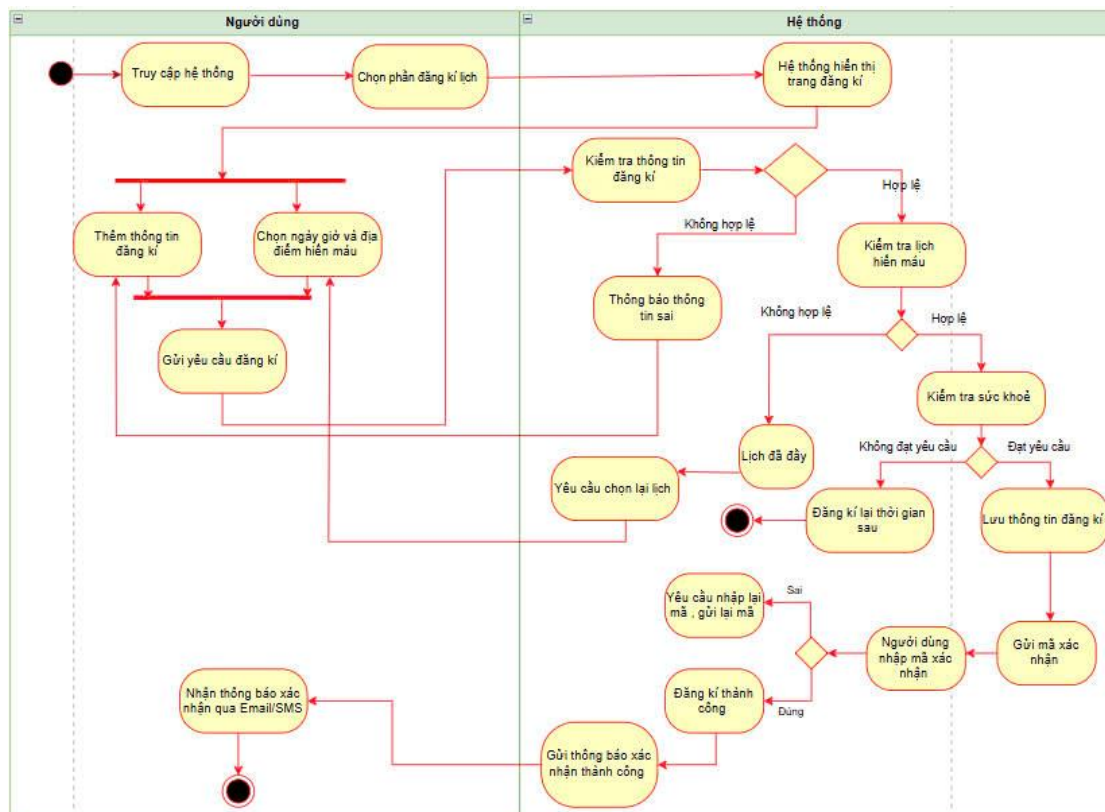 Người dùng
Hệ thống
Truy cập hệ thống
Chọn phần đăng kí lịch
Hệ thống hiển thị
trang đăng kí
Kiểm tra thông tin
đăng kí
Hợp lệ
Không hợp lệ
Thêm thông tin
đăng kí
Chọn ngày giờ và địa
điểm hiến máu
Kiểm tra lịch
hiến máu
Thông báo thông
tin sai
Không hợp lệ
Hợp lệ
Gửi yêu cầu đăng kí
Kiểm tra sức khoẻ
Không đạt yêu cầu
Đạt yêu cầu
Lịch đã đầy
Yêu cầu chọn lại lịch
Đăng kí lại thời gian
sau
Lưu thông tin đăng kí
Sai
Yêu cầu nhập lại
mã , gửi lại mã
Người dùng
nhập mã xác
nhận
Gửi mã xác
nhận
Nhận thông báo xác
nhận qua Email/SMS
Đăng kí thành
công
Đúng
Gửi thông báo xác
nhận thành công